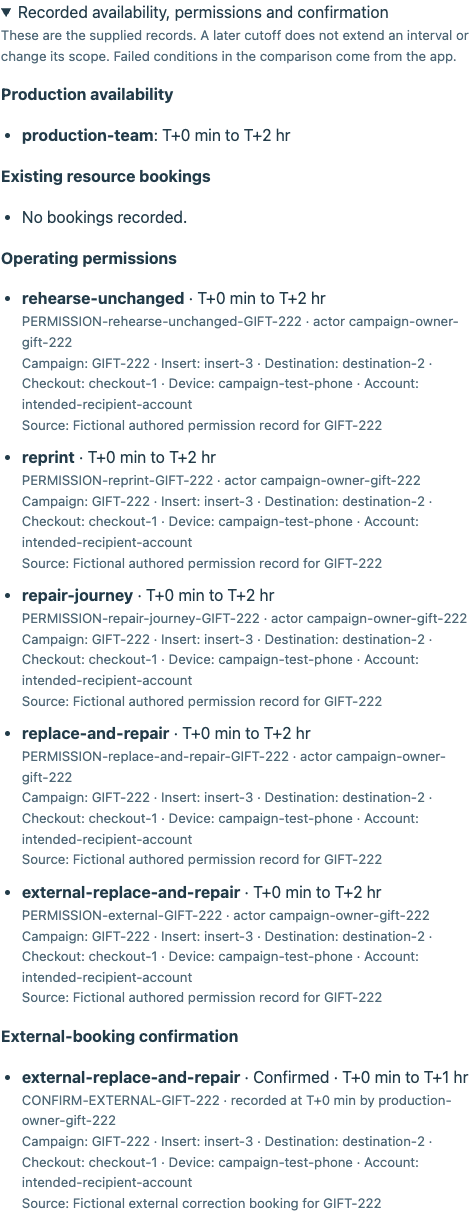 ▼ Recorded availability, permissions and confirmation
These are the supplied records. A later cutoff does not extend an interval or
change its scope. Failed conditions in the comparison come from the app.
Production availability
• production-team: T+0 min to T+2 hr
Existing resource bookings
• No bookings recorded.
Operating permissions
• rehearse-unchanged · T+0 min to T+2 hr
PERMISSION-rehearse-unchanged-GIFT-222 · actor campaign-owner-
gift-222
Campaign: GIFT-222 · Insert: insert-3 · Destination: destination-2 ·
Checkout: checkout-1 · Device: campaign-test-phone · Account:
intended-recipient-account
Source: Fictional authored permission record for GIFT-222
• reprint · T+0 min to T+2 hr
PERMISSION-reprint-GIFT-222 · actor campaign-owner-gift-222
Campaign: GIFT-222 · Insert: insert-3 · Destination: destination-2 ·
Checkout: checkout-1 · Device: campaign-test-phone · Account:
intended-recipient-account
Source: Fictional authored permission record for GIFT-222
• repair-journey · T+0 min to T+2 hr
PERMISSION-repair-journey-GIFT-222 · actor campaign-owner-gift-222
Campaign: GIFT-222 · Insert: insert-3 · Destination: destination-2 ·
Checkout: checkout-1 · Device: campaign-test-phone · Account:
intended-recipient-account
Source: Fictional authored permission record for GIFT-222
• replace-and-repair · T+0 min to T+2 hr
PERMISSION-replace-and-repair-GIFT-222 · actor campaign-owner-
gift-222
Campaign: GIFT-222 · Insert: insert-3 · Destination: destination-2 ·
Checkout: checkout-1 · Device: campaign-test-phone · Account:
intended-recipient-account
Source: Fictional authored permission record for GIFT-222
• external-replace-and-repair · T+0 min to T+2 hr
PERMISSION-external-GIFT-222 · actor campaign-owner-gift-222
Campaign: GIFT-222 · Insert: insert-3 · Destination: destination-2 ·
Checkout: checkout-1 · Device: campaign-test-phone · Account:
intended-recipient-account
Source: Fictional authored permission record for GIFT-222
External-booking confirmation
• external-replace-and-repair · Confirmed · T+0 min to T+1 hr
CONFIRM-EXTERNAL-GIFT-222 · recorded at T+0 min by production-
owner-gift-222
Campaign: GIFT-222 · Insert: insert-3 · Destination: destination-2 ·
Checkout: checkout-1 · Device: campaign-test-phone · Account:
intended-recipient-account
Source: Fictional external correction booking for GIFT-222